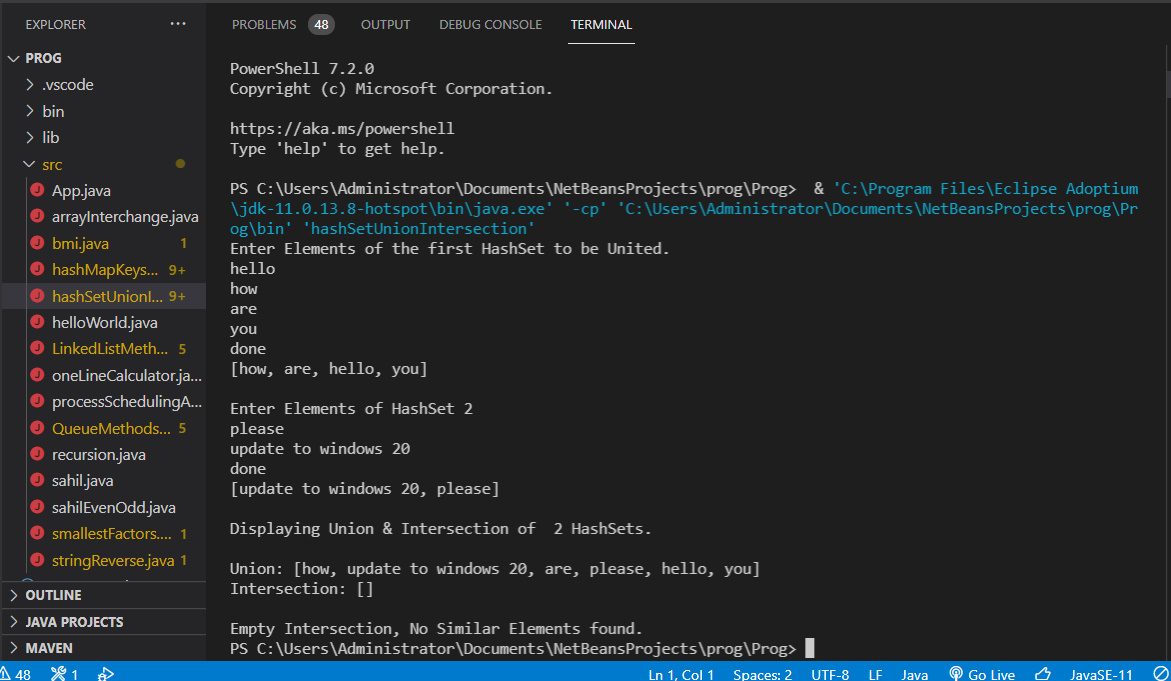 EXPLORER ...
PROG
.vscode
bin
lib
src
App.java
arrayInterchange.java
bmi.java 1
hashMapKeys... 9+
hashSetUnionI... 9+
helloWorld.java
LinkedListMeth... 5
oneLineCalculator.ja...
processSchedulingA...
QueueMethods... 5
recursion.java
sahil.java
sahilEvenOdd.java
smallestFactors.... 1
stringReverse.java 1
OUTLINE
JAVA PROJECTS
MAVEN
PROBLEMS 48 OUTPUT DEBUG CONSOLE TERMINAL
PowerShell 7.2.0
Copyright (c) Microsoft Corporation.
https://aka.ms/powershell
Type 'help' to get help.
PS C:\Users\Administrator\Documents\NetBeansProjects\prog\Prog>  & 'C:\Program Files\Eclipse Adoptium
\jdk-11.0.13.8-hotspot\bin\java.exe' '-cp' 'C:\Users\Administrator\Documents\NetBeansProjects\prog\Pr
og\bin' 'hashSetUnionIntersection'
Enter Elements of the first HashSet to be United.
hello
how
are
you
done
[how, are, hello, you]
Enter Elements of HashSet 2
please
update to windows 20
done
[update to windows 20, please]
Displaying Union & Intersection of  2 HashSets.
Union: [how, update to windows 20, are, please, hello, you]
Intersection: []
Empty Intersection, No Similar Elements found.
PS C:\Users\Administrator\Documents\NetBeansProjects\prog\Prog>
48 1 Ln 1, Col 1 Spaces: 2 UTF-8 LF Java Go Live JavaSE-11